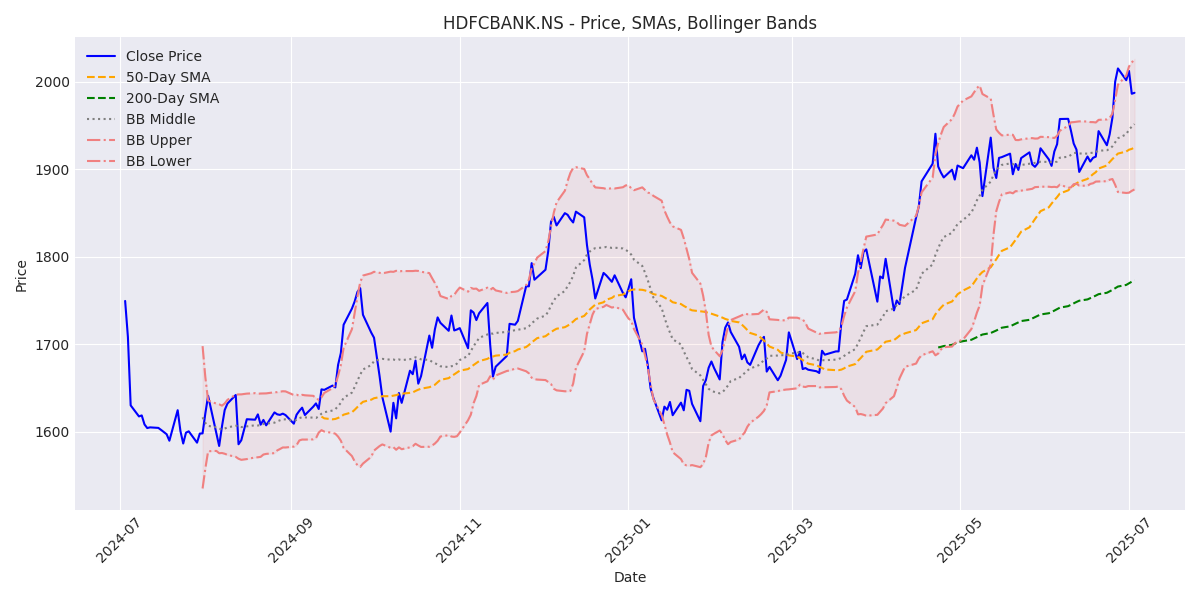 HDFCBANK.NS - Price, SMAs, Bollinger Bands
Close Price
50-Day SMA
200-Day SMA
BB Middle
BB Upper
BB Lower
Price
2000
1900
1800
1700
1600
2024-07
2024-09
2024-11
2025-01
2025-03
2025-05
2025-07
Date